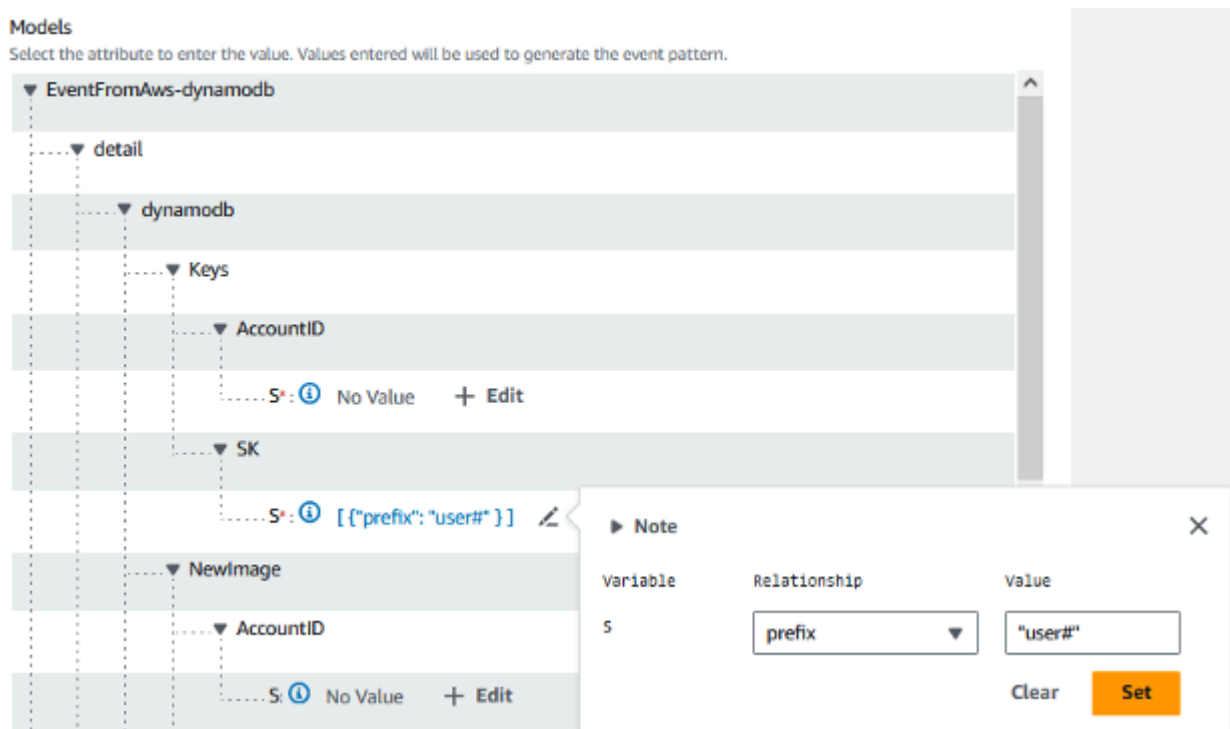 Models
Select the attribute to enter the value. Values entered will be used to generate the event pattern.
EventFromAws-dynamodb
detail
dynamodb
Keys
AccountID
S* : No Value + Edit
SK
S* : [ {"prefix": "user#" } ]
Note
NewImage
Variable Relationship Value
AccountID
S prefix "user#"
S: No Value + Edit
Clear Set